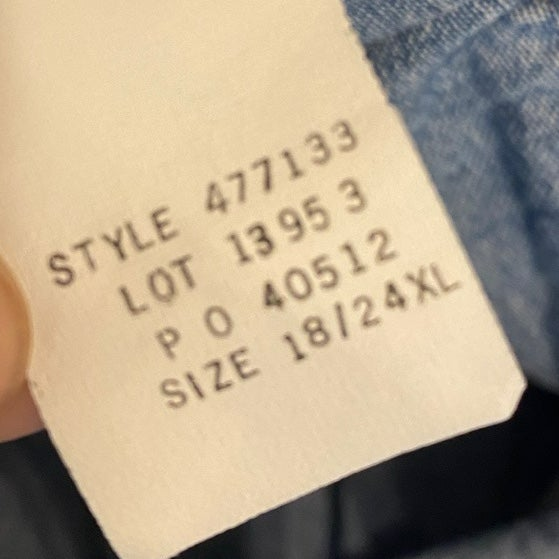 STYLE 477133
LOT 13953
P O 40512
SIZE 18/24XL